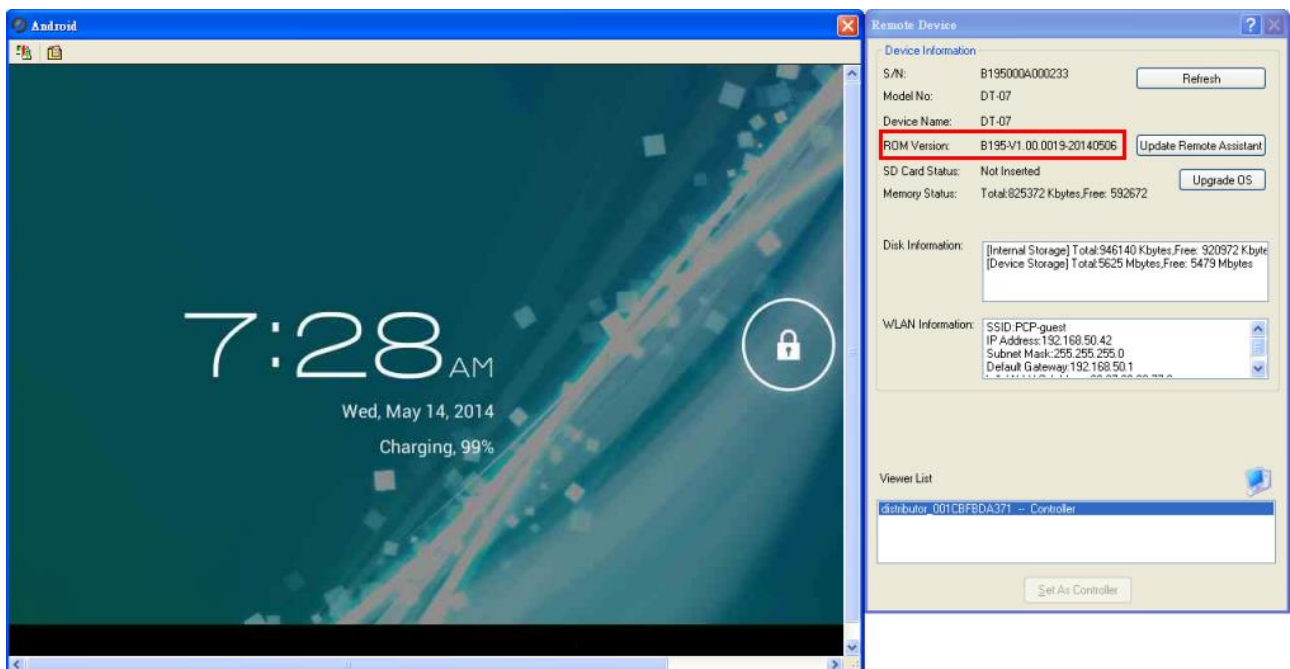 Android
7:28 AM
Wed, May 14, 2014
Charging, 99%
Remote Device
Device Information
S/N: B195000A000233
Refresh
Model No: DT-07
Device Name: DT-07
ROM Version: B195-V1.00.0019-20140506
Update Remote Assistant
SD Card Status: Not Inserted
Upgrade OS
Memory Status: Total:825372 Kbytes,Free: 592672
Disk Information:
[Internal Storage] Total:946140 Kbytes,Free: 920972 Kbyte
[Device Storage] Total:5625 Mbytes,Free: 5479 Mbytes
WLAN Information:
SSID:PCP-guest
IP Address:192.168.50.42
Subnet Mask:255.255.255.0
Default Gateway:192.168.50.1
Viewer List
distributor_001CBFBDA371 -- Controller
Set As Controller